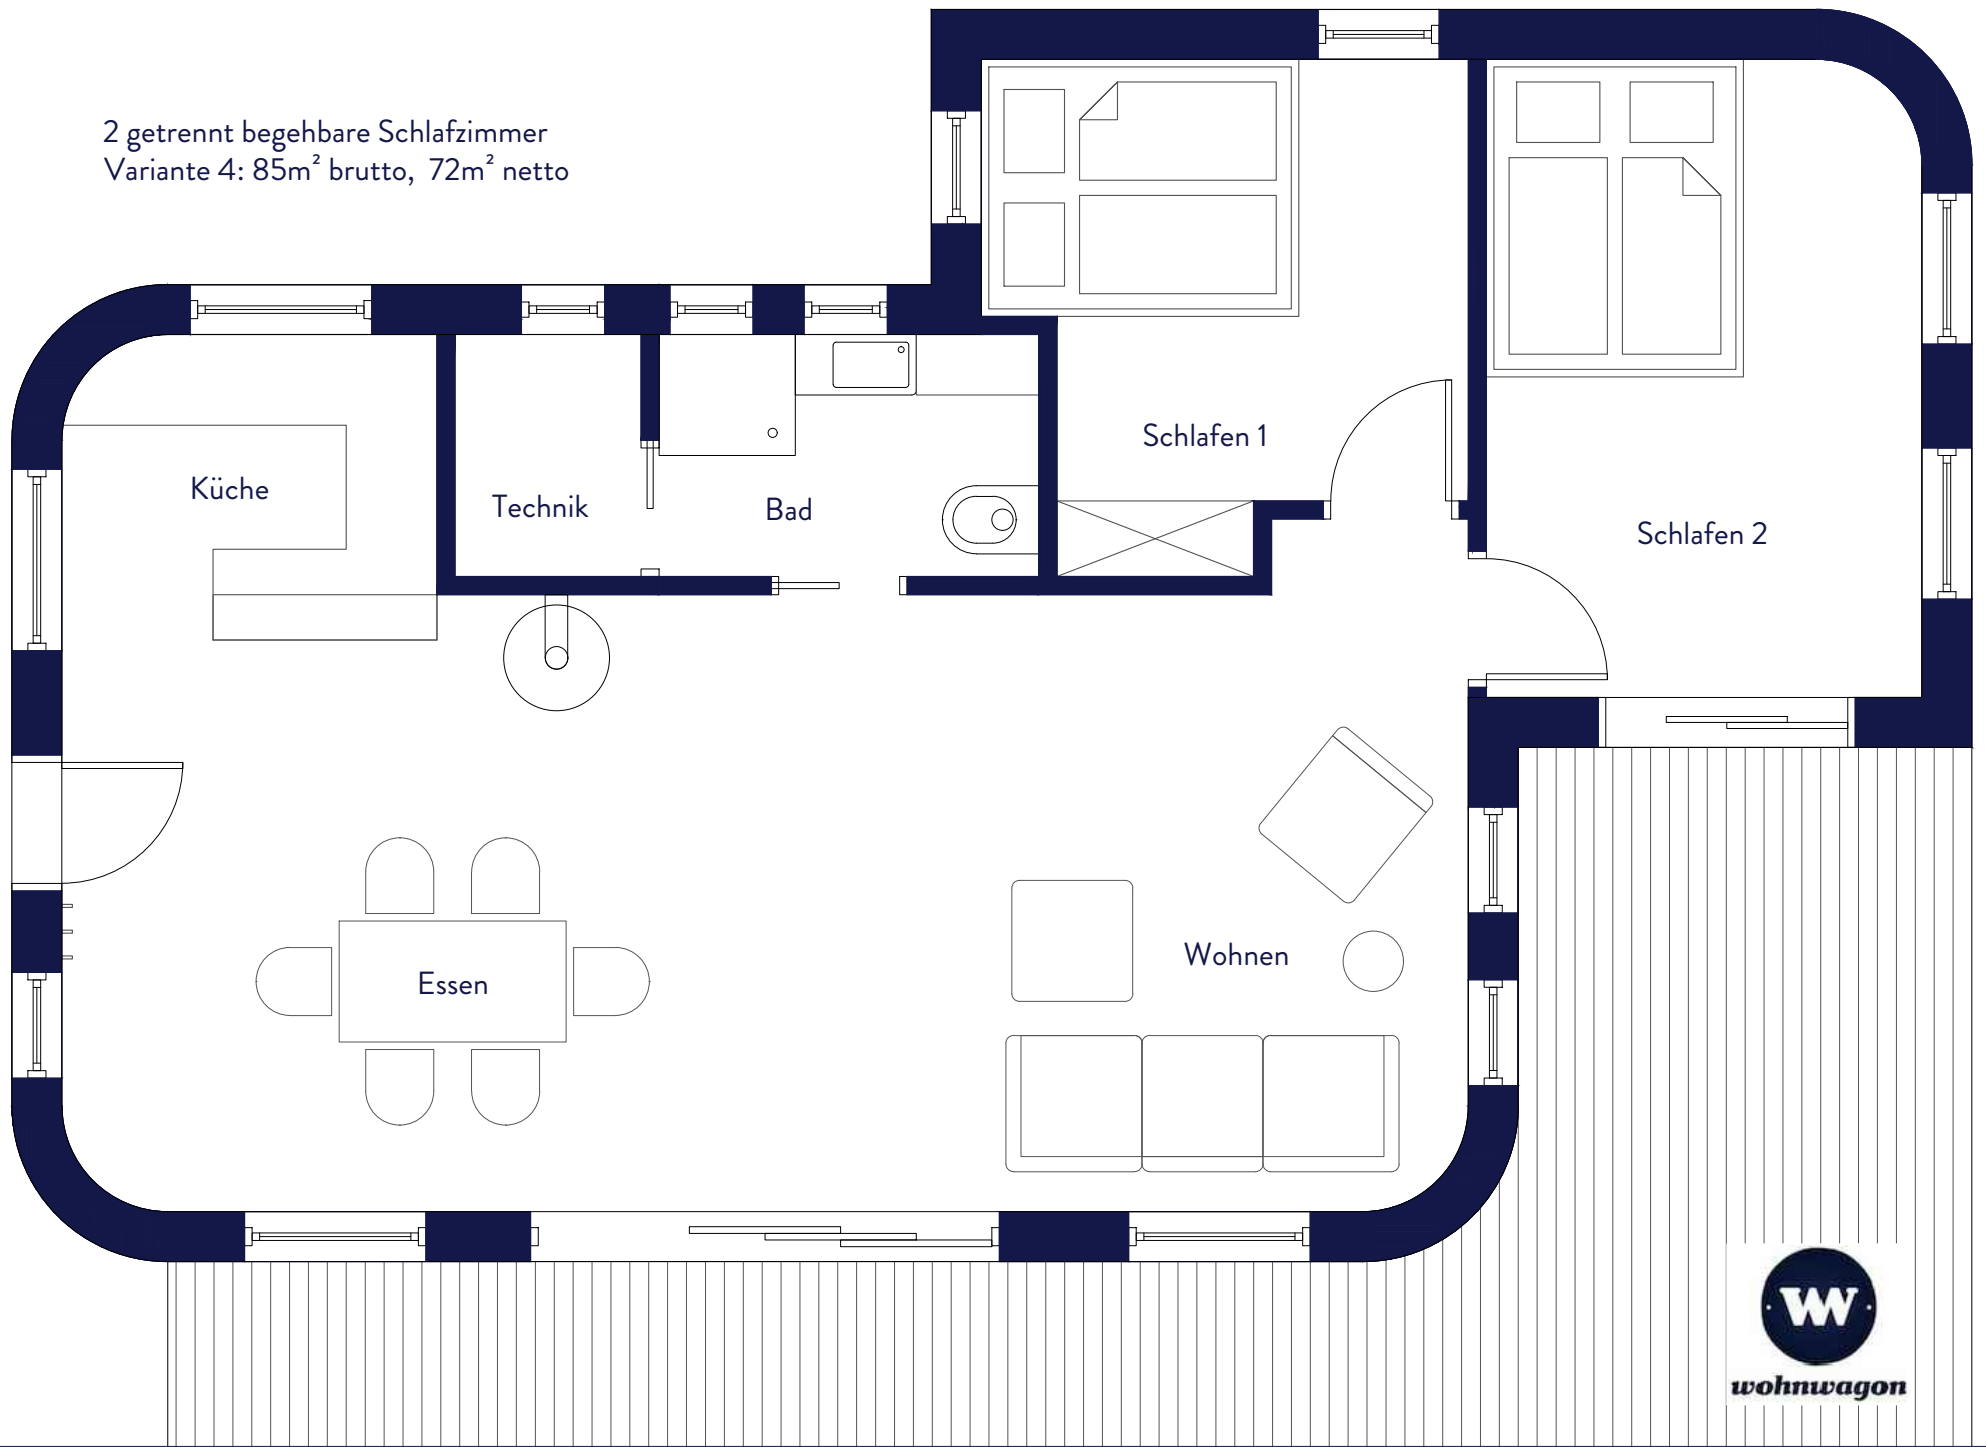 2 getrennt begehbare Schlafzimmer
Variante 4: 85m² brutto, 72m² netto
Küche
Technik
Bad
Schlafen 1
Schlafen 2
Essen
Wohnen
W
wohnwagon